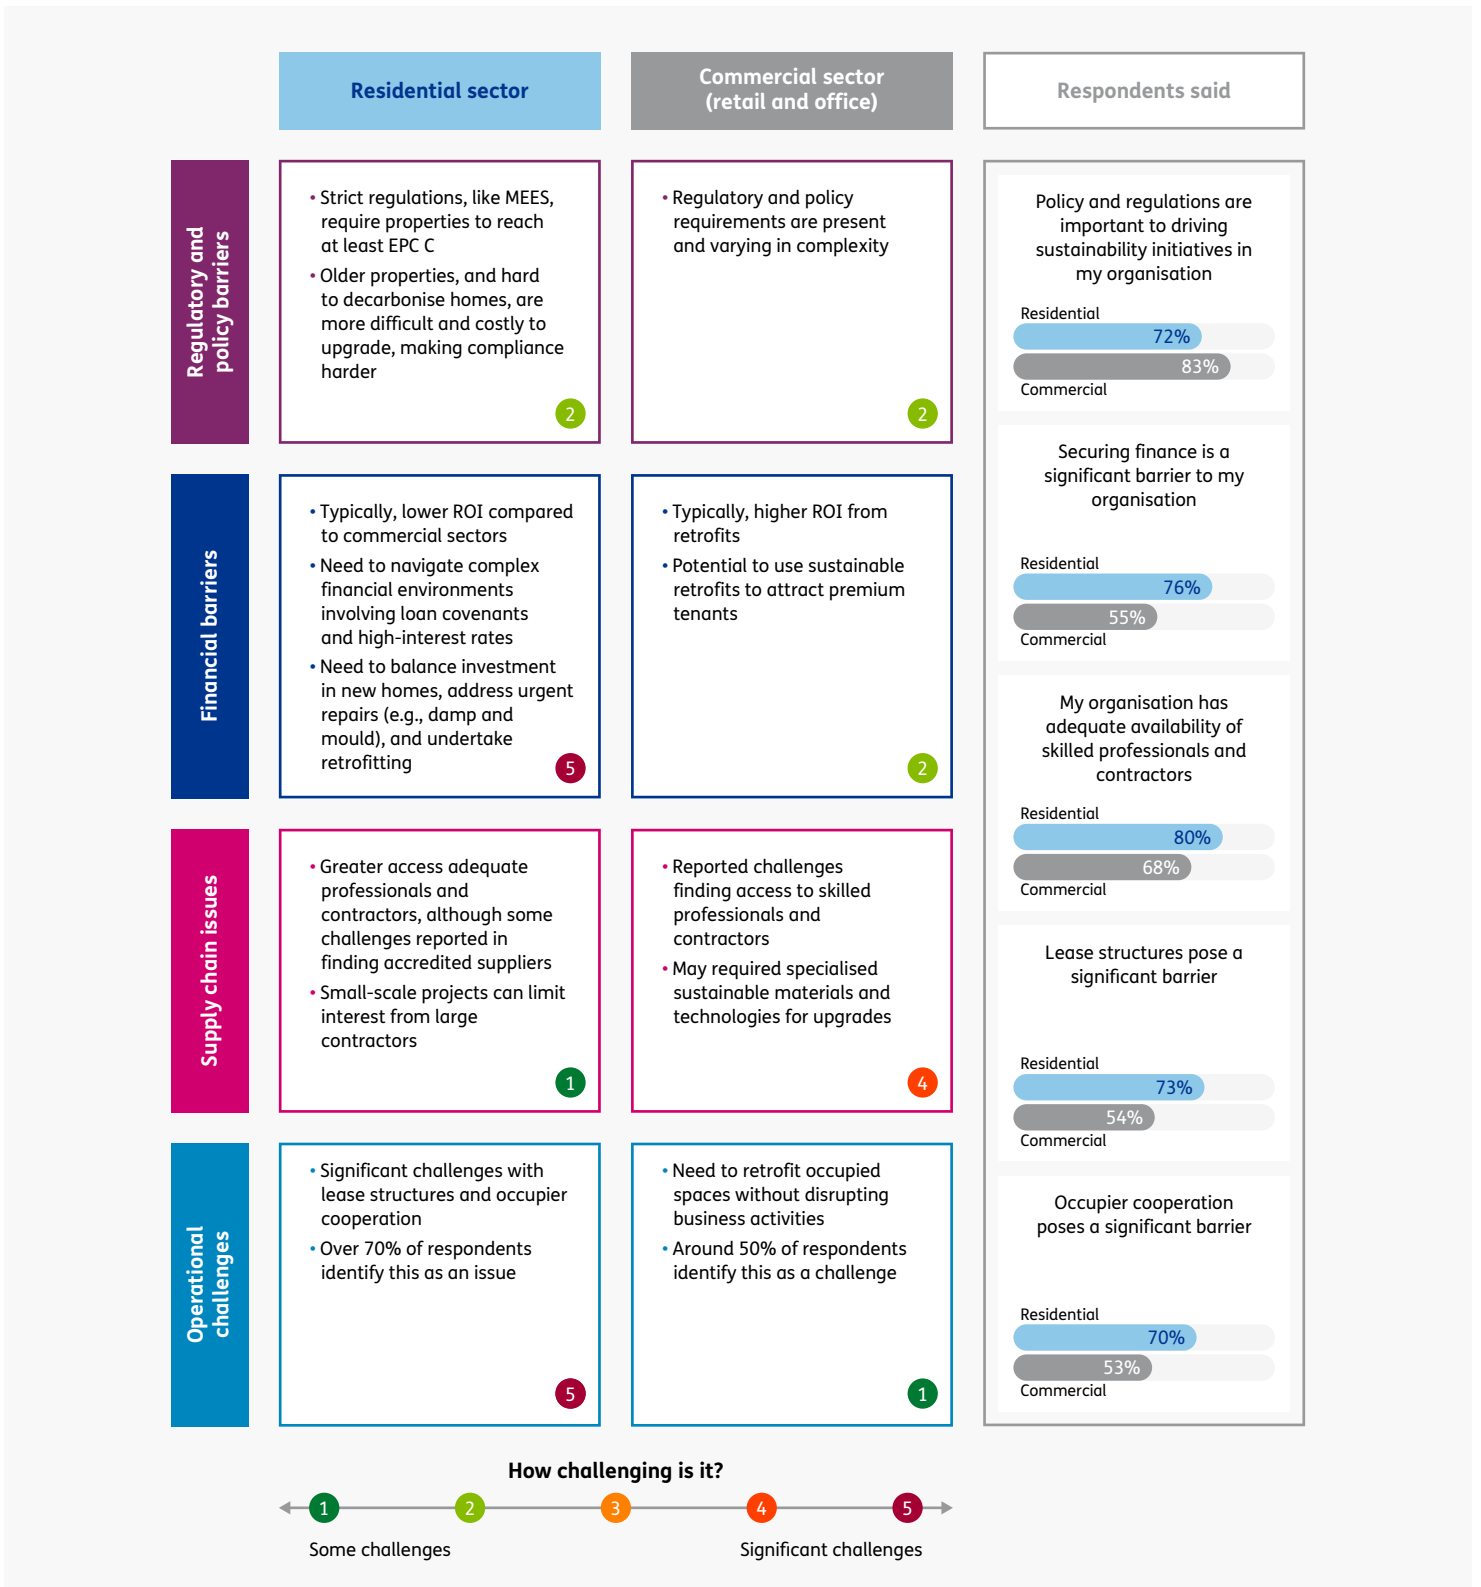 Residential sector
Commercial sector
(retail and office)
Respondents said
Regulatory and
policy barriers
• Strict regulations, like MEES,
require properties to reach
at least EPC C
• Older properties, and hard
to decarbonise homes, are
more difficult and costly to
upgrade, making compliance
harder
2
• Regulatory and policy
requirements are present
and varying in complexity
2
Financial barriers
• Typically, lower ROI compared
to commercial sectors
• Need to navigate complex
financial environments
involving loan covenants
and high-interest rates
• Need to balance investment
in new homes, address urgent
repairs (e.g., damp and
mould), and undertake
retrofitting
5
• Typically, higher ROI from
retrofits
• Potential to use sustainable
retrofits to attract premium
tenants
2
Supply chain issues
• Greater access adequate
professionals and
contractors, although some
challenges reported in
finding accredited suppliers
• Small-scale projects can limit
interest from large
contractors
1
• Reported challenges
finding access to skilled
professionals and
contractors
• May required specialised
sustainable materials and
technologies for upgrades
4
Operational
challenges
• Significant challenges with
lease structures and occupier
cooperation
• Over 70% of respondents
identify this as an issue
5
• Need to retrofit occupied
spaces without disrupting
business activities
• Around 50% of respondents
identify this as a challenge
1
Policy and regulations are
important to driving
sustainability initiatives in
my organisation
Residential
72%
83%
Commercial
Securing finance is a
significant barrier to my
organisation
Residential
76%
55%
Commercial
My organisation has
adequate availability of
skilled professionals and
contractors
Residential
80%
68%
Commercial
Lease structures pose a
significant barrier
Residential
73%
54%
Commercial
Occupier cooperation
poses a significant barrier
Residential
70%
53%
Commercial
How challenging is it?
1 2 3 4 5
Some challenges
Significant challenges